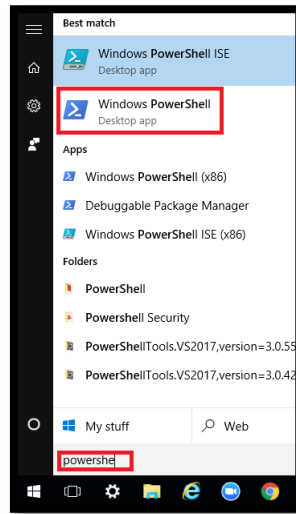 Best match
Windows PowerShell ISE
Desktop app
Windows PowerShell
Desktop app
Apps
Windows PowerShell (x86)
Debuggable Package Manager
Windows PowerShell ISE (x86)
Folders
PowerShell
Powershell Security
PowerShellTools.VS2017,version=3.0.55
PowerShellTools.VS2017,version=3.0.42
My stuff
Web
powershe